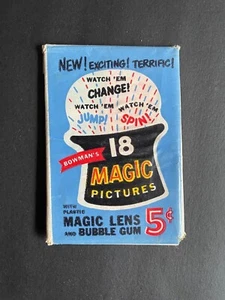 NEW! EXCITING! TERRIFIC!
WATCH 'EM
CHANGE!
WATCH 'EM
JUMP!
WATCH 'EM
SPIN!
BOWMAN'S
18
MAGIC
PICTURES
WITH
PLASTIC
MAGIC LENS
AND BUBBLE GUM
5¢